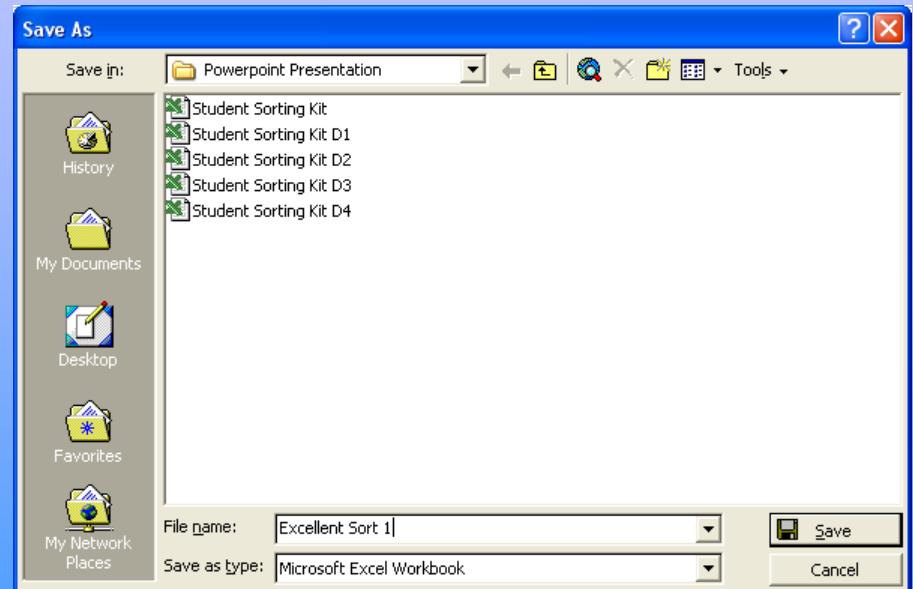 Save As
Save in:
Powerpoint Presentation
Tools
History
My Documents
Desktop
Favorites
My Network
Places
Student Sorting Kit
Student Sorting Kit D1
Student Sorting Kit D2
Student Sorting Kit D3
Student Sorting Kit D4
File name:
Excellent Sort 1
Save
Save as type:
Microsoft Excel Workbook
Cancel